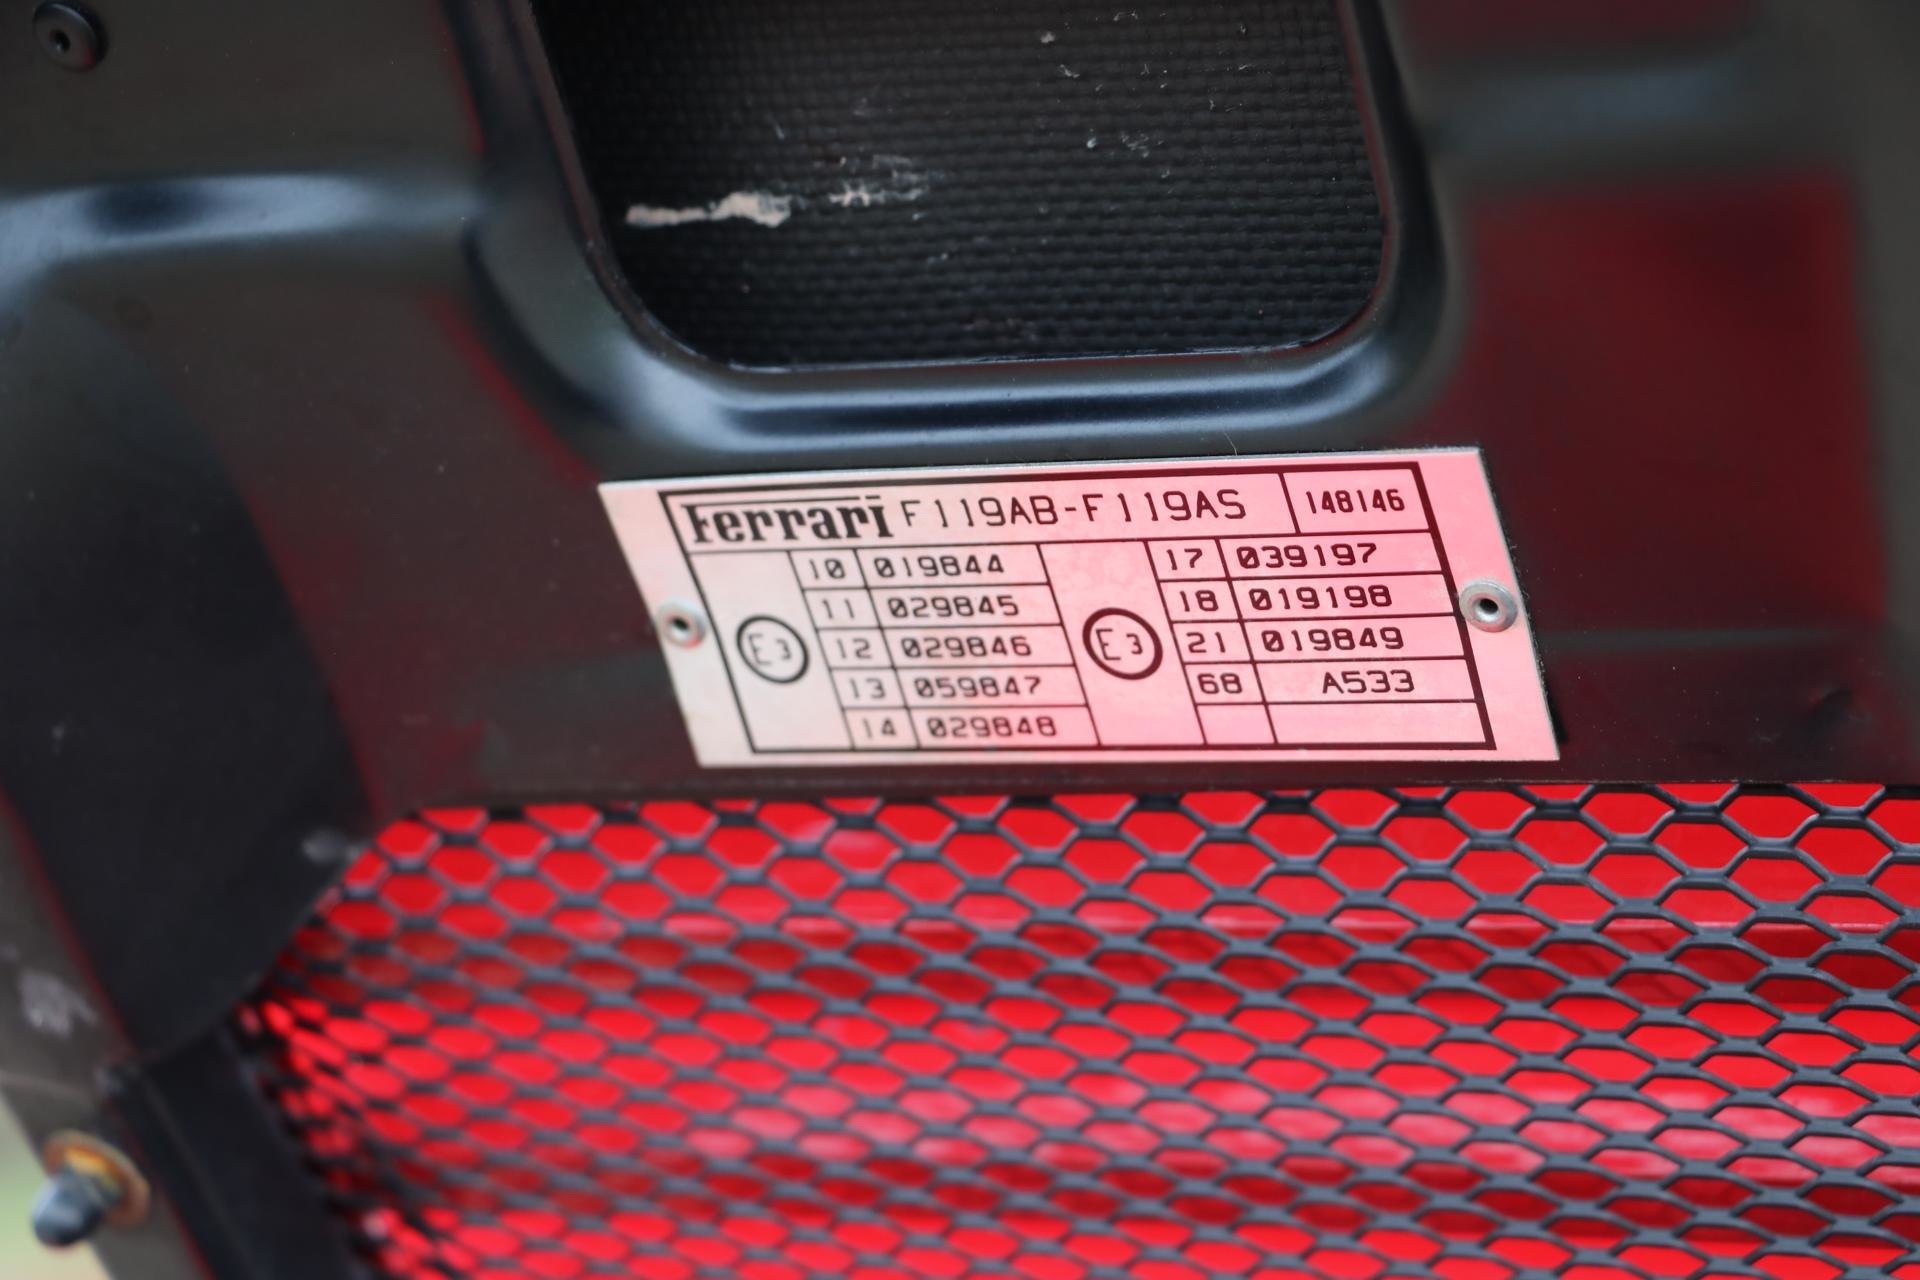 Ferrari F119AB-F119AS 148146
10 019844 17 039197
11 029845 18 019198
E3 12 029846 E3 21 019849
13 059847 68 A533
14 029848